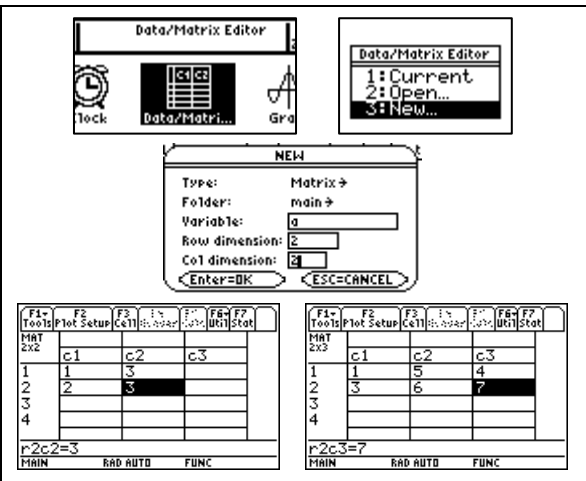 Data/Matrix Editor
C1 C2
Clock
Data/Matri...
Gra
Data/Matrix Editor
1:Current
2:Open...
3:New...
NEW
Type: Matrix→
Folder: main→
Variable: a
Row dimension: 2
Col dimension: 2
Enter=OK ESC=CANCEL
F1▾ F2 F3 F6▾ F7
Tools Plot Setup Cell Util Stat
MAT
2x2
c1 c2 c3
1 1 3
2 2 3
3
4
r2c2=3
MAIN RAD AUTO FUNC
F1▾ F2 F3 F6▾ F7
Tools Plot Setup Cell Util Stat
MAT
2x3
c1 c2 c3
1 1 5 4
2 3 6 7
3
4
r2c3=7
MAIN RAD AUTO FUNC